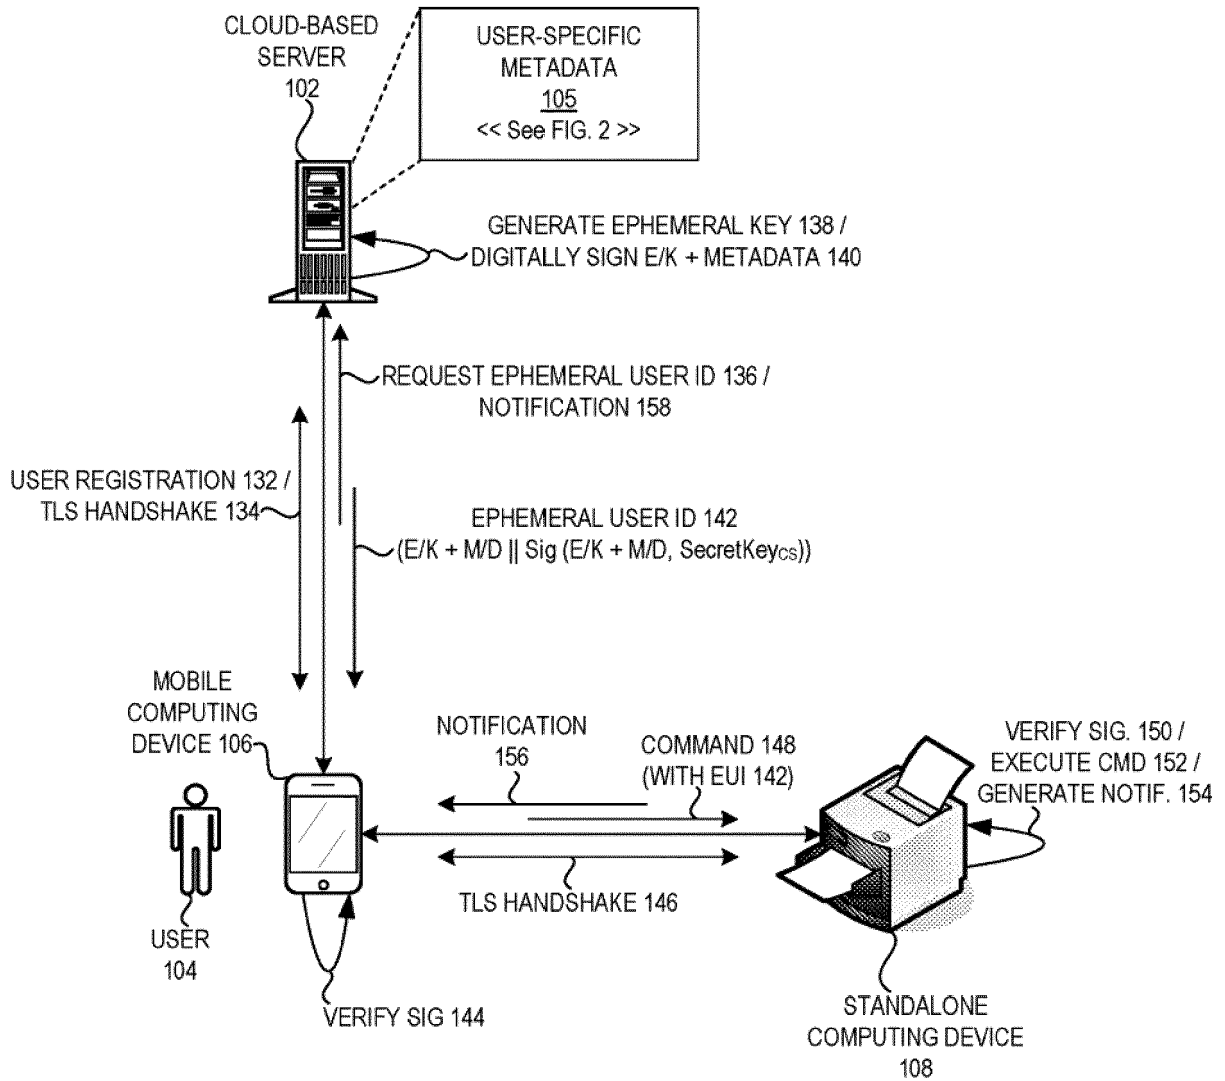 CLOUD-BASED
SERVER
102
USER-SPECIFIC
METADATA
105
<< See FIG. 2 >>
GENERATE EPHEMERAL KEY 138 /
DIGITALLY SIGN E/K + METADATA 140
REQUEST EPHEMERAL USER ID 136 /
NOTIFICATION 158
USER REGISTRATION 132 /
TLS HANDSHAKE 134
EPHEMERAL USER ID 142
(E/K + M/D || Sig (E/K + M/D, SecretKeyCS))
MOBILE
COMPUTING
DEVICE 106
NOTIFICATION
156
COMMAND 148
(WITH EUI 142)
VERIFY SIG. 150 /
EXECUTE CMD 152 /
GENERATE NOTIF. 154
TLS HANDSHAKE 146
USER
104
VERIFY SIG 144
STANDALONE
COMPUTING DEVICE
108